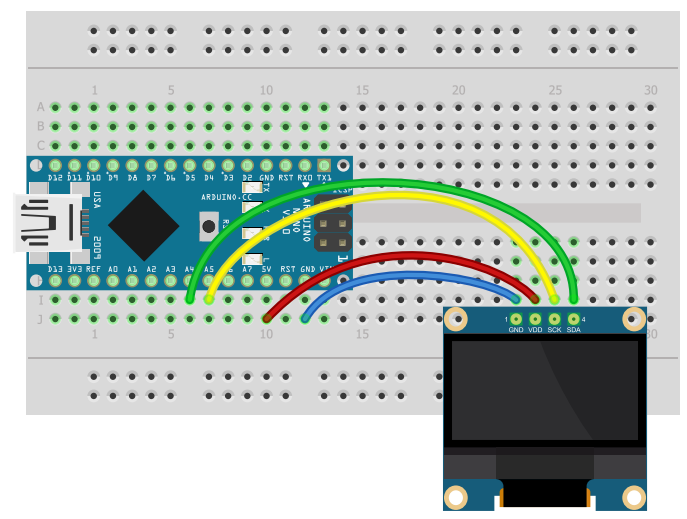 1 5 10 15 20 25 30
A
B
C
D12 D11 D10 D9 D8 D7 D6 D5 D4 D3 D2 GND RST RX0 TX1
USA
2009
ARDUINO.CC
ARDUINO
NANO
V3.0
TX
L
1
D13 3V3 REF A0 A1 A2 A3 A4 A5 A6 A7 5V RST GND VIN
I
J
1 5 10 15 30
1 4
GND VDD SCK SDA